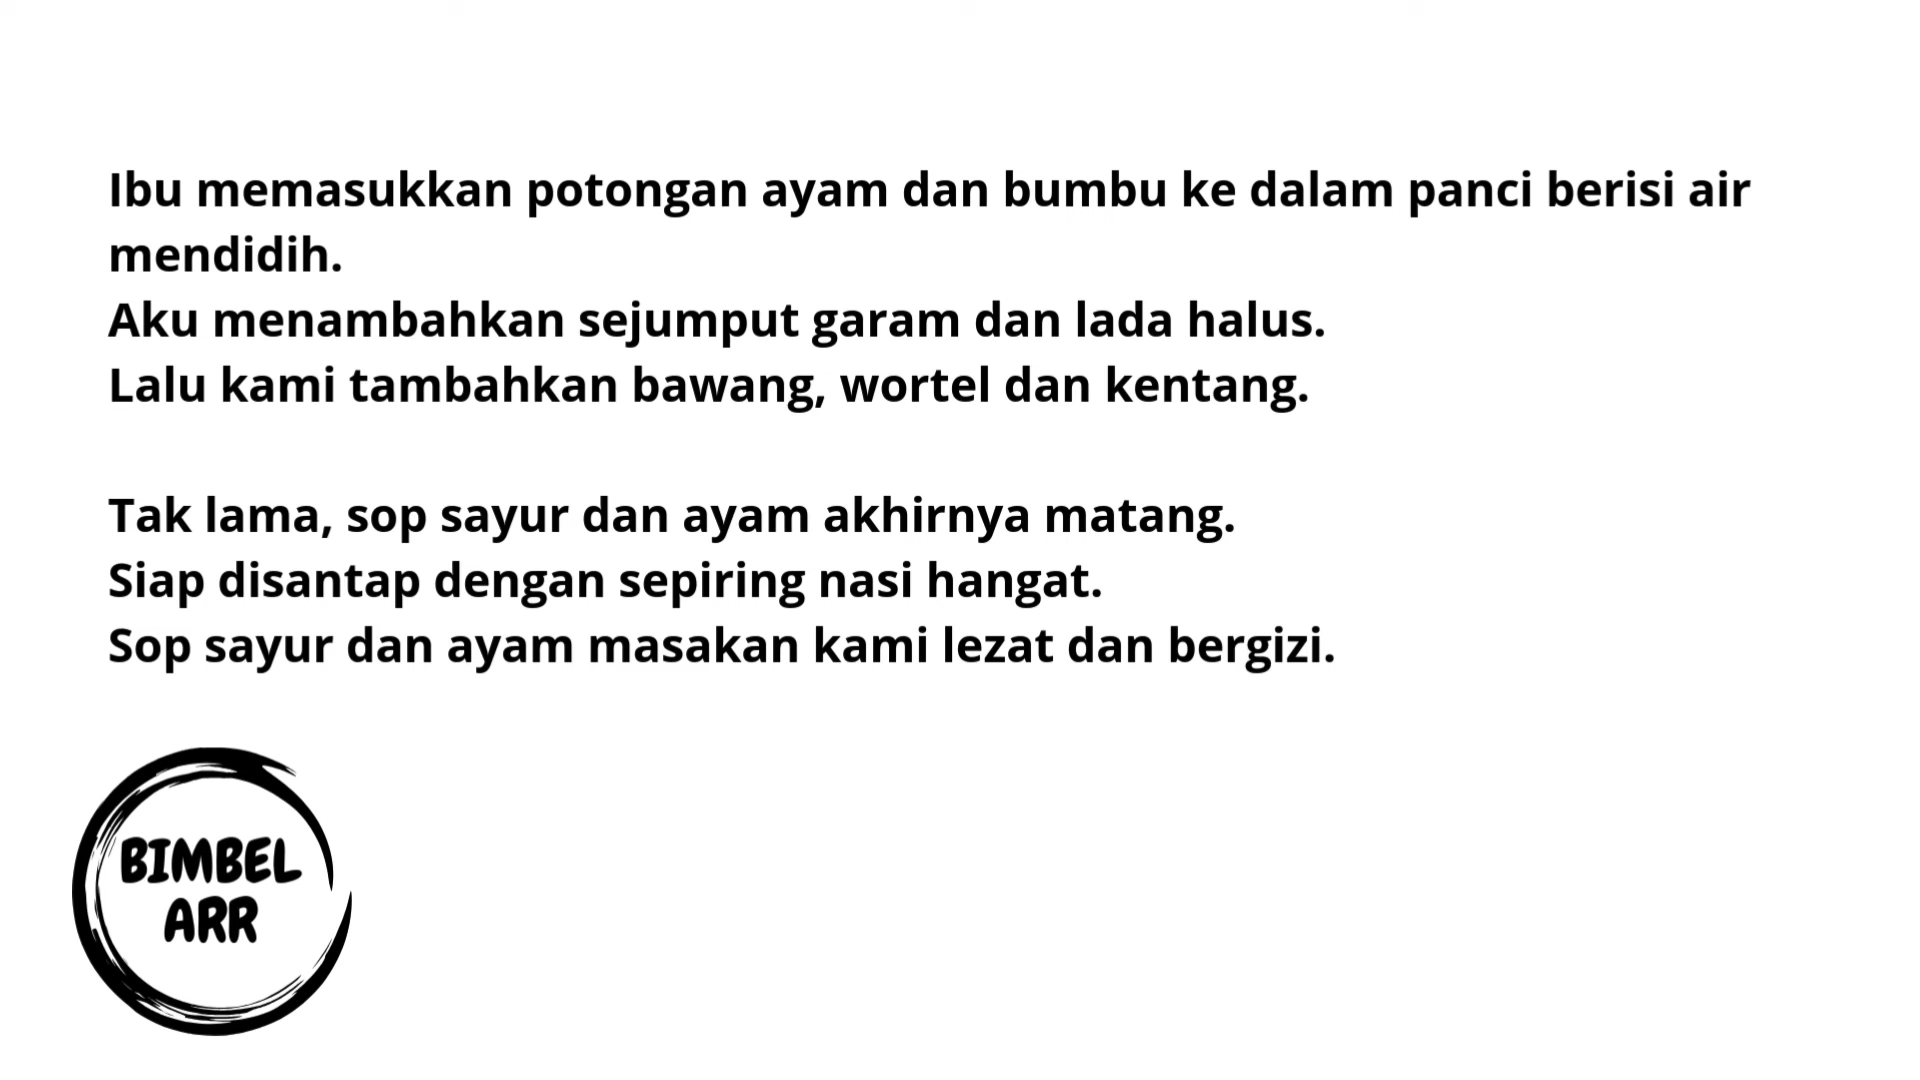 Ibu memasukkan potongan ayam dan bumbu ke dalam panci berisi air
mendidih.
Aku menambahkan sejumput garam dan lada halus.
Lalu kami tambahkan bawang, wortel dan kentang.
Tak lama, sop sayur dan ayam akhirnya matang.
Siap disantap dengan sepiring nasi hangat.
Sop sayur dan ayam masakan kami lezat dan bergizi.
BIMBEL
ARR